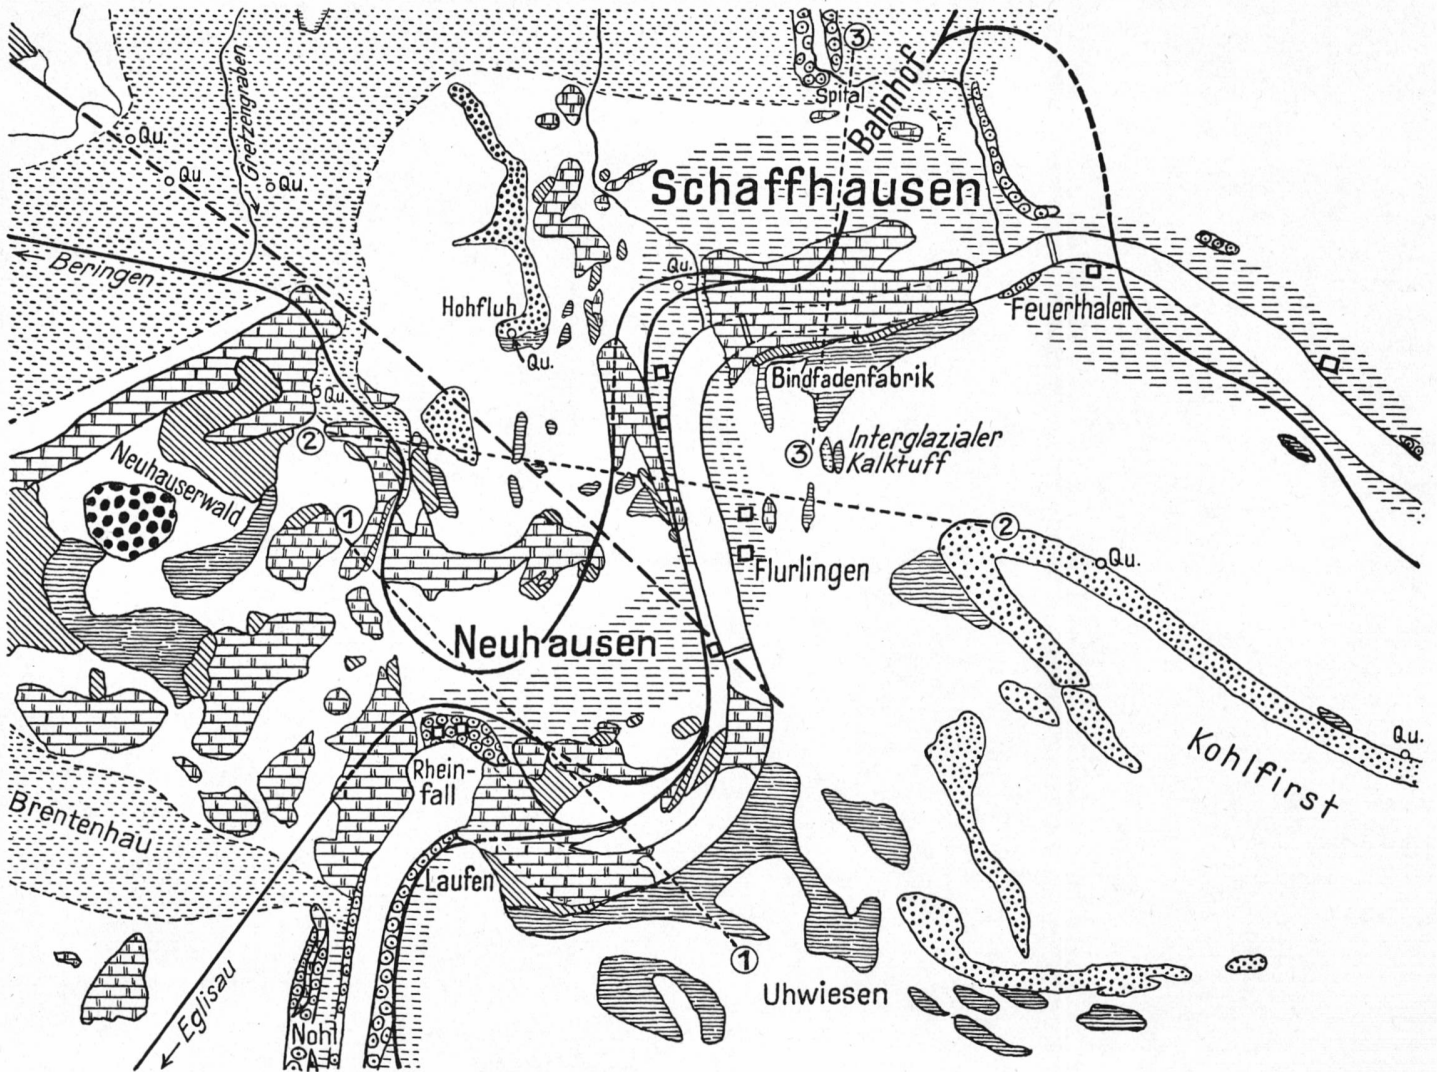 ③
Bahnhof
Spital
Greitzengraben
Qu.
Qu.
Qu.
Schaffhausen
← Beringen
Qu.
Hohfluh
Feuerthalen
Qu.
Bindfadenfabrik
Qu.
②
Interglazialer
Kalktuff
③
Neuhauserwald
①
②
Qu.
Flurlingen
Neuhausen
Kohlfirst
Qu.
Rhein-
fall
Brentenhau
Laufen
①
Uhwiesen
← Eglisau
Nohl